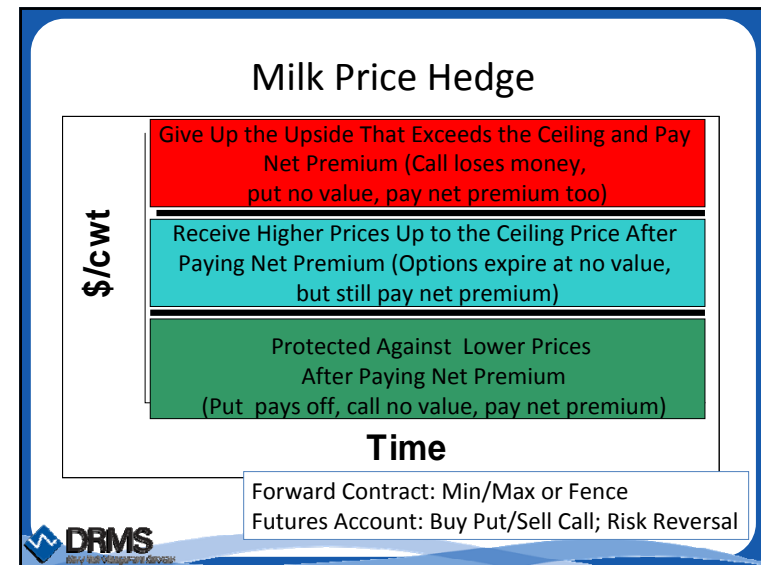 Milk Price Hedge
Give Up the Upside That Exceeds the Ceiling and Pay
Net Premium (Call loses money,
put no value, pay net premium too)
$/cwt
Receive Higher Prices Up to the Ceiling Price After
Paying Net Premium (Options expire at no value,
but still pay net premium)
Protected Against Lower Prices
After Paying Net Premium
(Put pays off, call no value, pay net premium)
Time
Forward Contract: Min/Max or Fence
Futures Account: Buy Put/Sell Call; Risk Reversal
DRMS